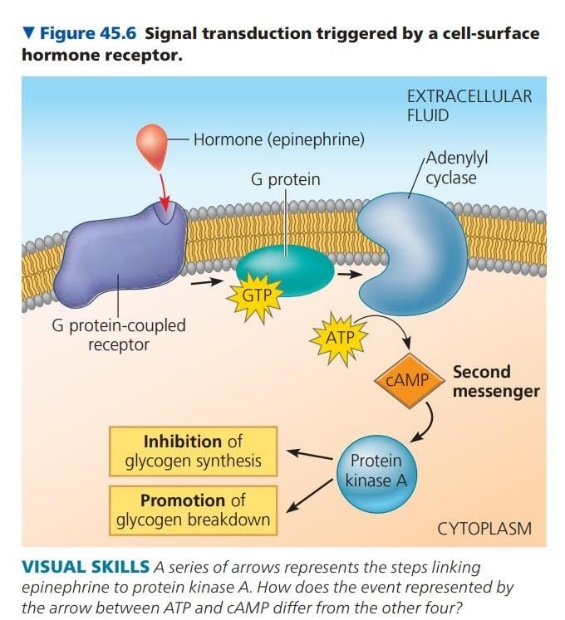 ▼ Figure 45.6 Signal transduction triggered by a cell-surface
hormone receptor.
EXTRACELLULAR
FLUID
Hormone (epinephrine)
Adenylyl
cyclase
G protein
GTP
G protein-coupled
receptor
ATP
cAMP
Second
messenger
Inhibition of
glycogen synthesis
Protein
kinase A
Promotion of
glycogen breakdown
CYTOPLASM
VISUAL SKILLS A series of arrows represents the steps linking
epinephrine to protein kinase A. How does the event represented by
the arrow between ATP and cAMP differ from the other four?